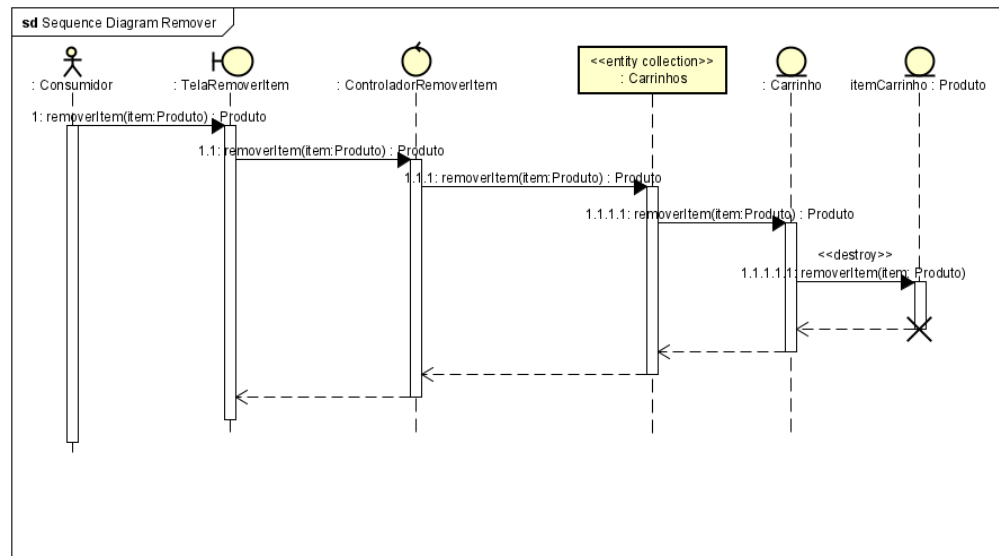 sd Sequence Diagram Remover
<<entity collection>>
: Carrinhos
: Consumidor
: TelaRemoverItem
: ControladorRemoverItem
: Carrinho
itemCarrinho : Produto
1: removerItem(item:Produto) : Produto
1.1: removerItem(item:Produto) : Produto
1.1.1: removerItem(item:Produto) : Produto
1.1.1.1: removerItem(item:Produto) : Produto
<<destroy>>
1.1.1.1.1: removerItem(item: Produto)